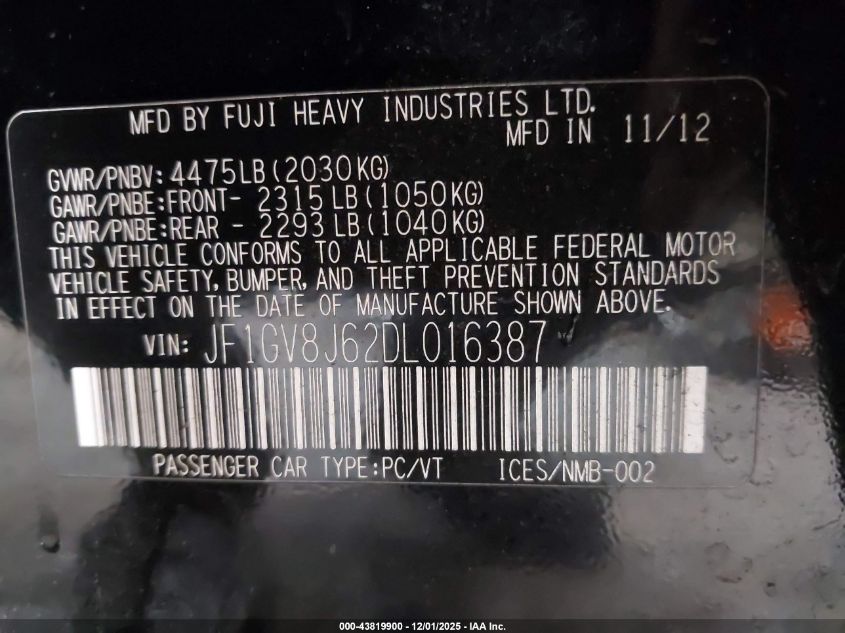 MFD BY FUJI HEAVY INDUSTRIES LTD.
MFD IN 11/12
GVWR/PNBV: 4475LB (2030KG)
GAWR/PNBE:FRONT- 2315 LB (1050KG)
GAWR/PNBE:REAR - 2293 LB (1040KG)
THIS VEHICLE CONFORMS TO ALL APPLICABLE FEDERAL MOTOR
VEHICLE SAFETY, BUMPER, AND THEFT PREVENTION STANDARDS
IN EFFECT ON THE DATE OF MANUFACTURE SHOWN ABOVE.
VIN: JF1GV8J62DL016387
PASSENGER CAR TYPE:PC/VT ICES/NMB-002
000-43819900 - 12/01/2025 - IAA Inc.